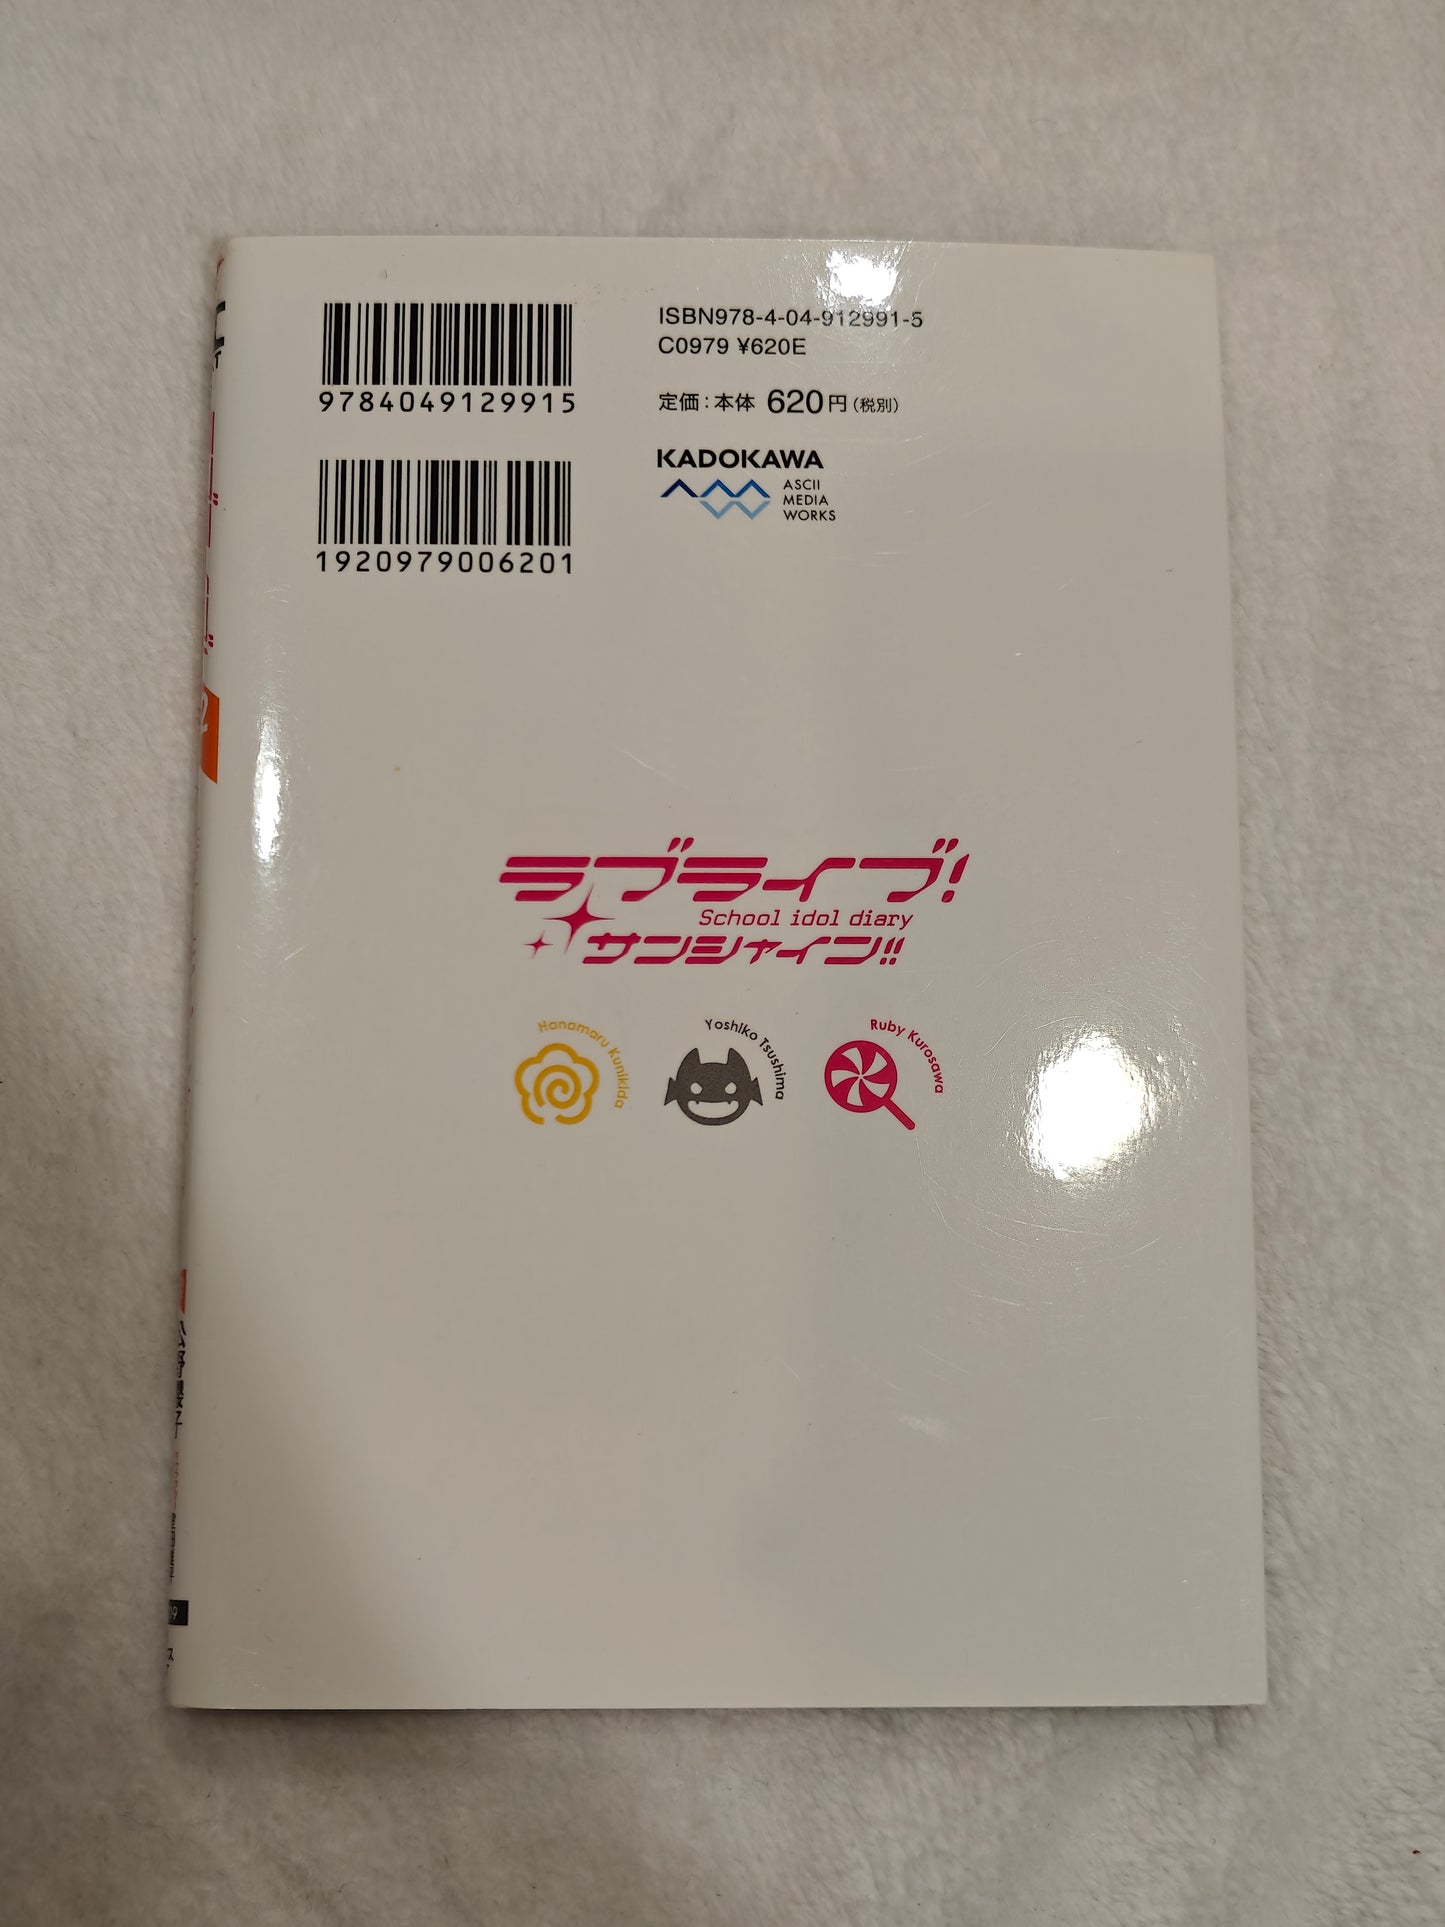 9784049129915
1920979006201
ISBN978-4-04-912991-5
C0979 ¥620E
定価：本体 620円（税別）
KADOKAWA
ASCII
MEDIA
WORKS
ラブライブ!
School idol diary
サンシャイン!!
Hanamaru Kunikida
Yoshiko Tsushima
Ruby Kurosawa
2
09